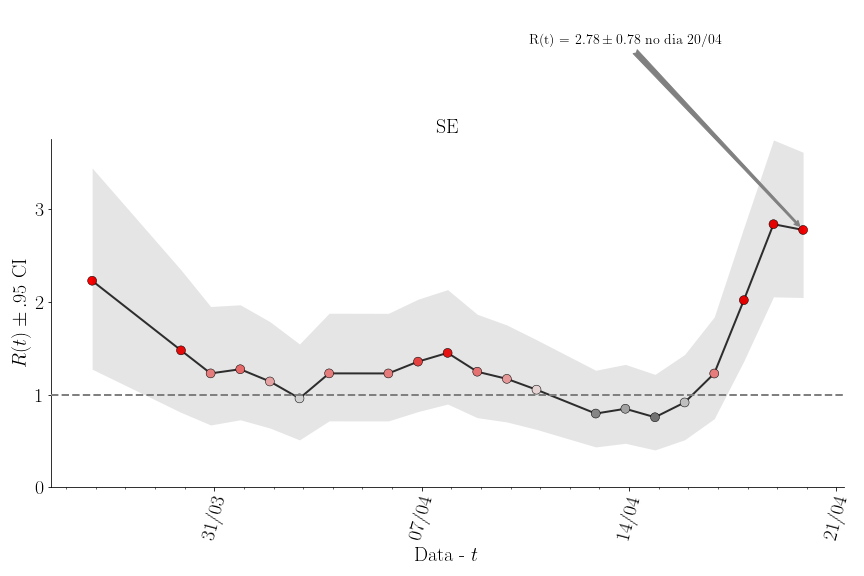 R(t) = 2.78 ± 0.78 no dia 20/04
SE
3
2
1
0
R(t) ± .95 CI
31/03
07/04
14/04
21/04
Data - t